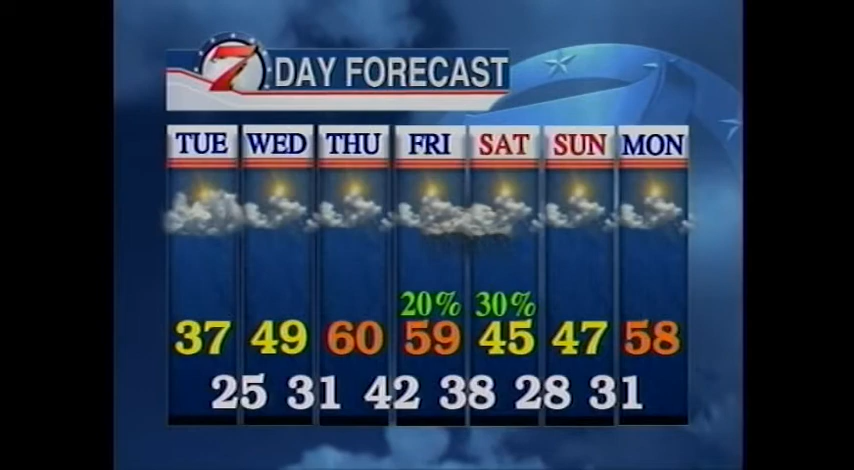 7 DAY FORECAST
TUE WED THU FRI SAT SUN MON
20% 30%
37 49 60 59 45 47 58
25 31 42 38 28 31